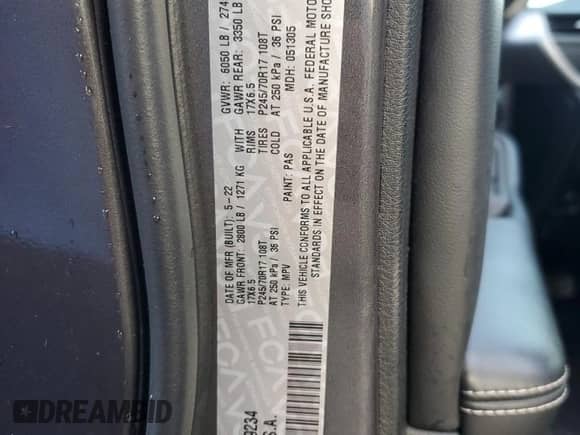 DATE OF MFR (BUILT): 5-22 GVWR: 6050 LB / 274
GAWR FRONT: 2800 LB / 1271 KG WITH GAWR REAR: 3350 LB
17X6.5 RIMS 17X6.5
P245/70R17 108T TIRES P245/70R17 108T
AT 250 kPa / 36 PSI COLD AT 250 kPa / 36 PSI
TYPE: MPV PAINT: PAS MDH: 051305
THIS VEHICLE CONFORMS TO ALL APPLICABLE U.S.A. FEDERAL MOTO
STANDARDS IN EFFECT ON THE DATE OF MANUFACTURE SHO
9234
S.A.
DREAMBID